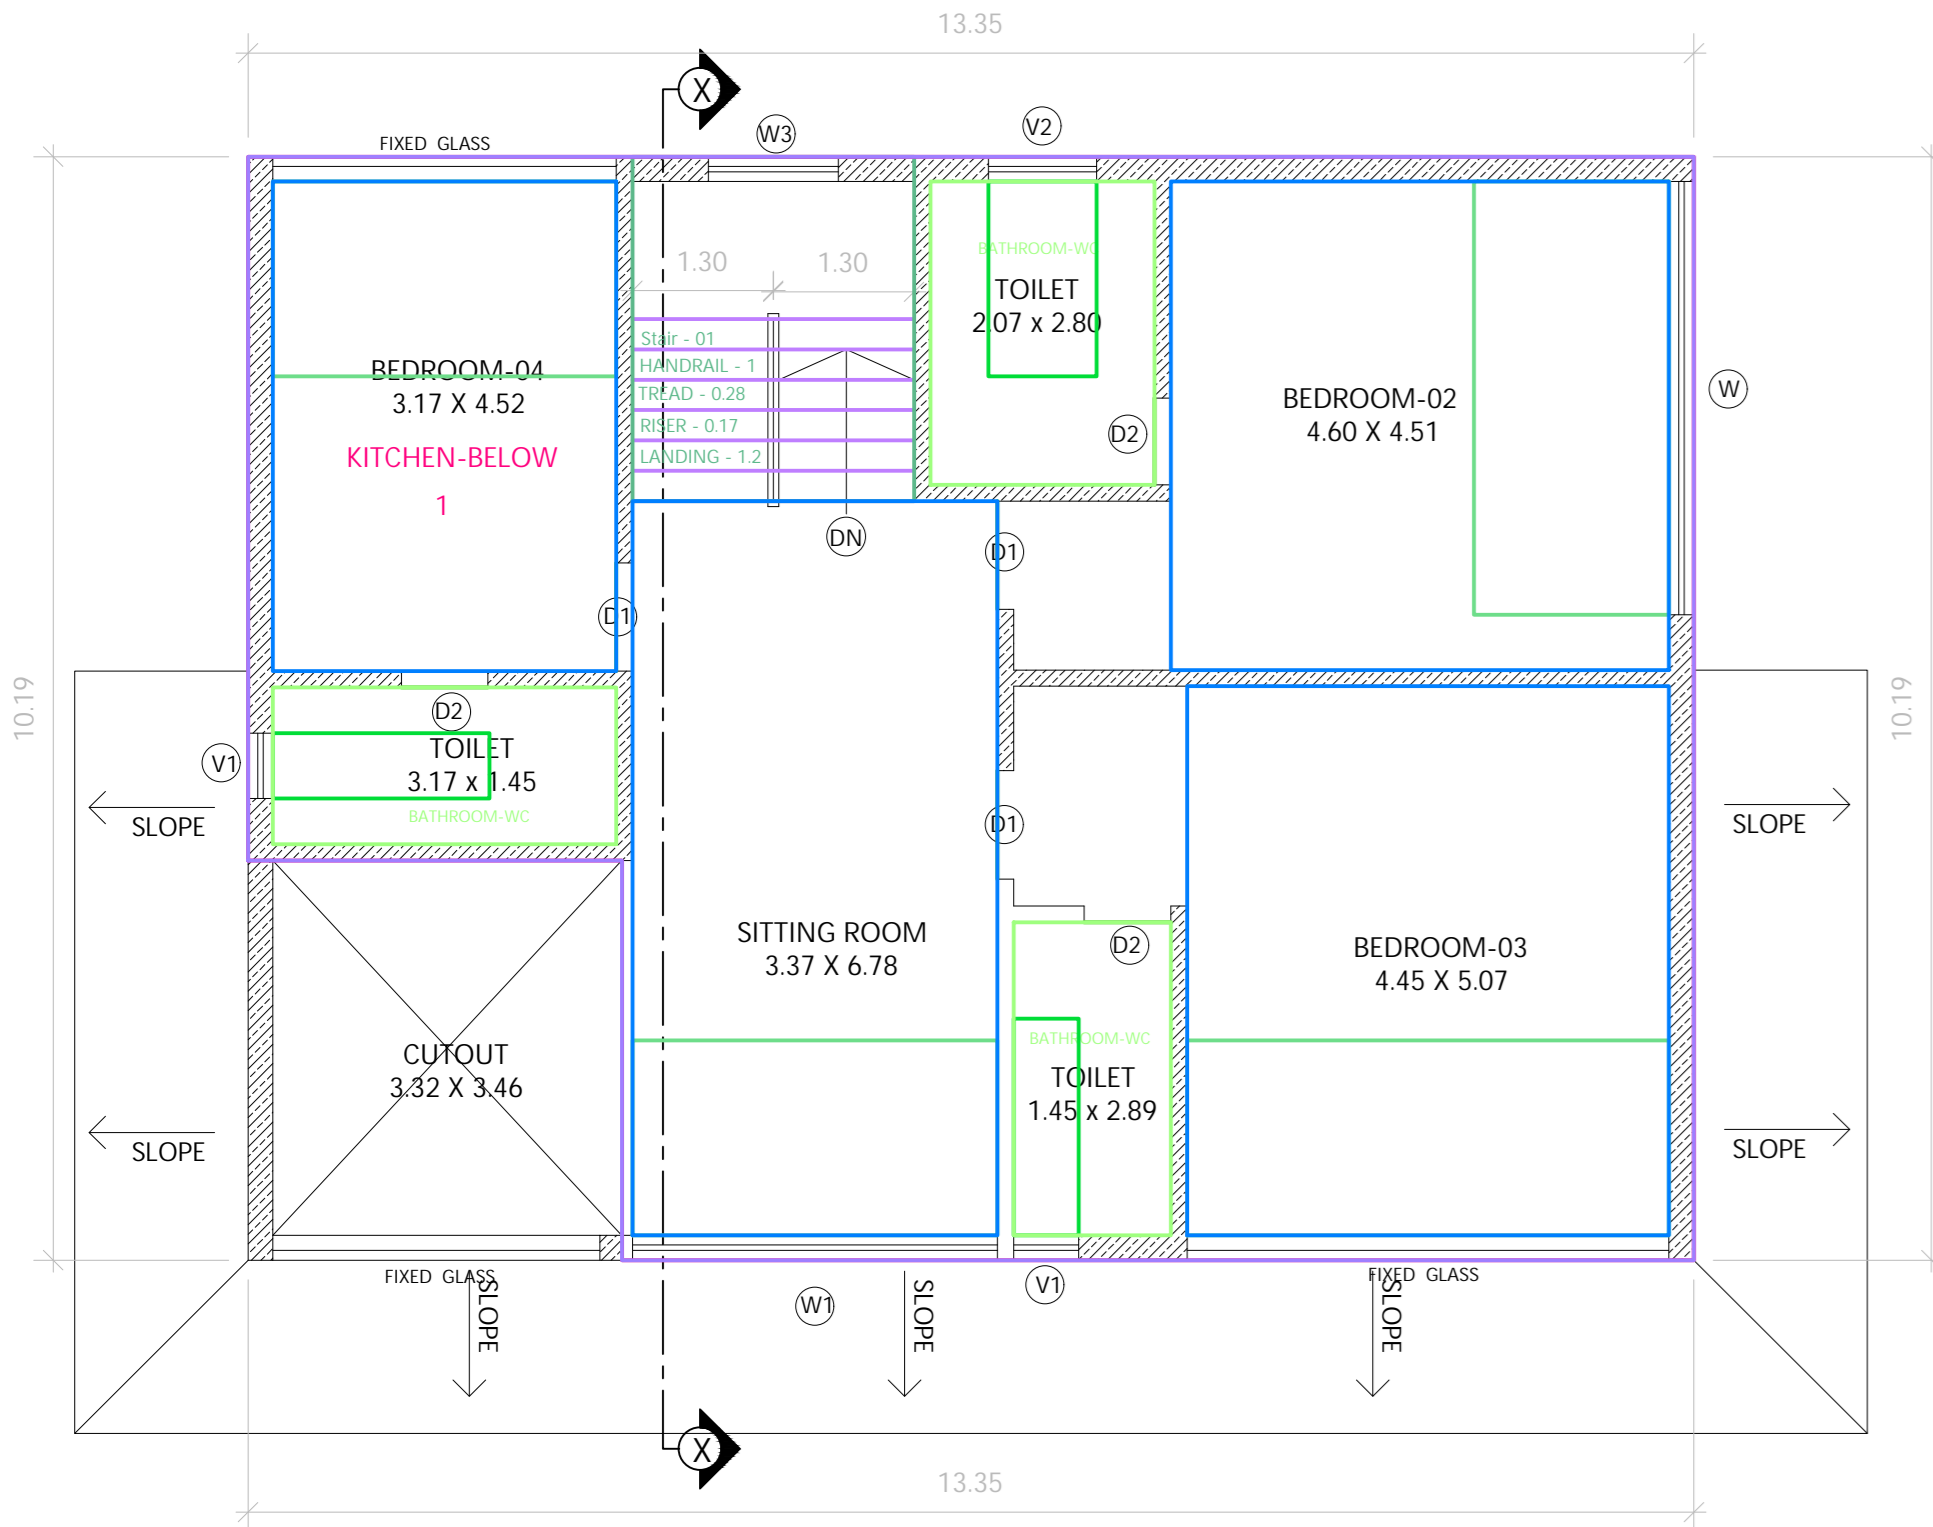 13.35
X
W3
V2
FIXED  GLASS
1.30
1.30
BATHROOM-WC
TOILET
2.07 x 2.80
Stair - 01
HANDRAIL - 1
TREAD - 0.28
RISER - 0.17
LANDING - 1.2
BEDROOM-04
3.17 X 4.52
KITCHEN-BELOW
1
BEDROOM-02
4.60 X 4.51
W
D2
DN
D1
D1
10.19
10.19
D2
V1
TOILET
3.17 x 1.45
BATHROOM-WC
SLOPE
D1
SLOPE
SITTING ROOM
3.37 X 6.78
D2
BEDROOM-03
4.45 X 5.07
BATHROOM-WC
TOILET
1.45 x 2.89
CUTOUT
3.32 X 3.46
SLOPE
SLOPE
FIXED  GLASS
SLOPE
W1
SLOPE
V1
FIXED  GLASS
SLOPE
X
13.35